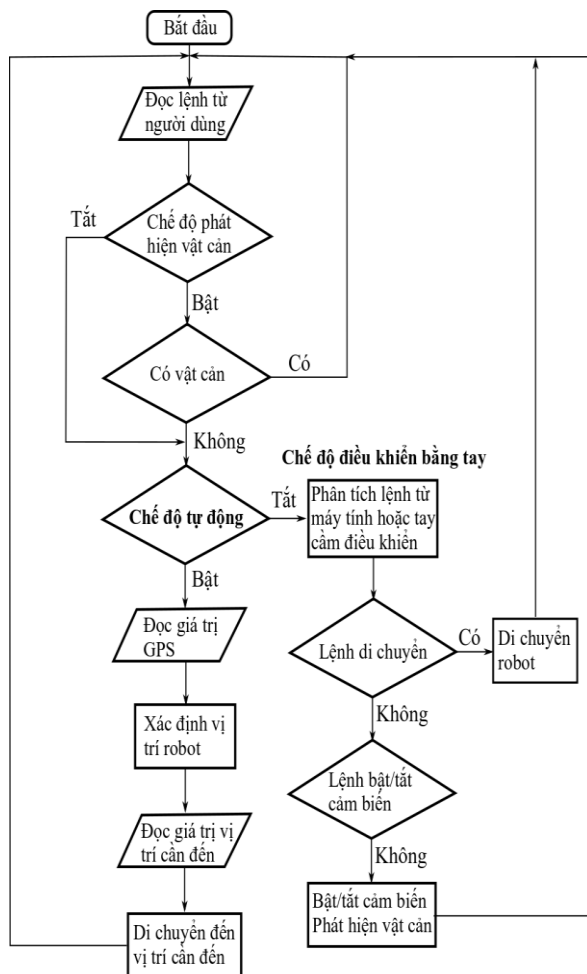 Bắt đầu
Đọc lệnh từ
người dùng
Tắt
Chế độ phát
hiện vật cản
Bật
Có vật cản
Có
Không
Chế độ điều khiển bằng tay
Chế độ tự động
Tắt
Phân tích lệnh từ
máy tính hoặc tay
cầm điều khiển
Bật
Đọc giá trị
GPS
Lệnh di chuyển
Có
Di chuyển
robot
Không
Xác định vị
trí robot
Lệnh bật/tắt
cảm biến
Đọc giá trị vị
trí cần đến
Không
Bật/tắt cảm biến
Phát hiện vật cản
Di chuyển đến
vị trí cần đến